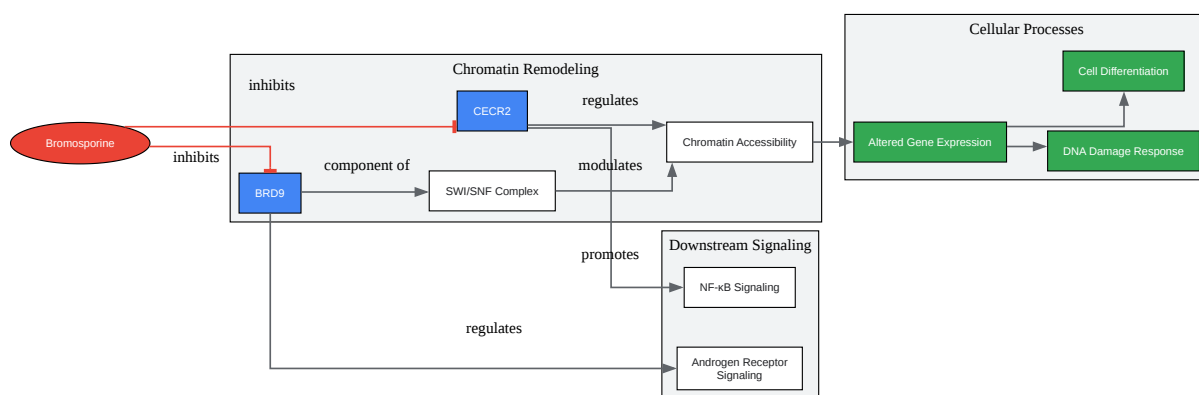 Cellular Processes
Chromatin Remodeling
Cell Differentiation
inhibits
CECR2
regulates
Bromosporine
Chromatin Accessibility
Altered Gene Expression
DNA Damage Response
inhibits
component of
modulates
BRD9
SWI/SNF Complex
Downstream Signaling
promotes
NF-κB Signaling
regulates
Androgen Receptor
Signaling